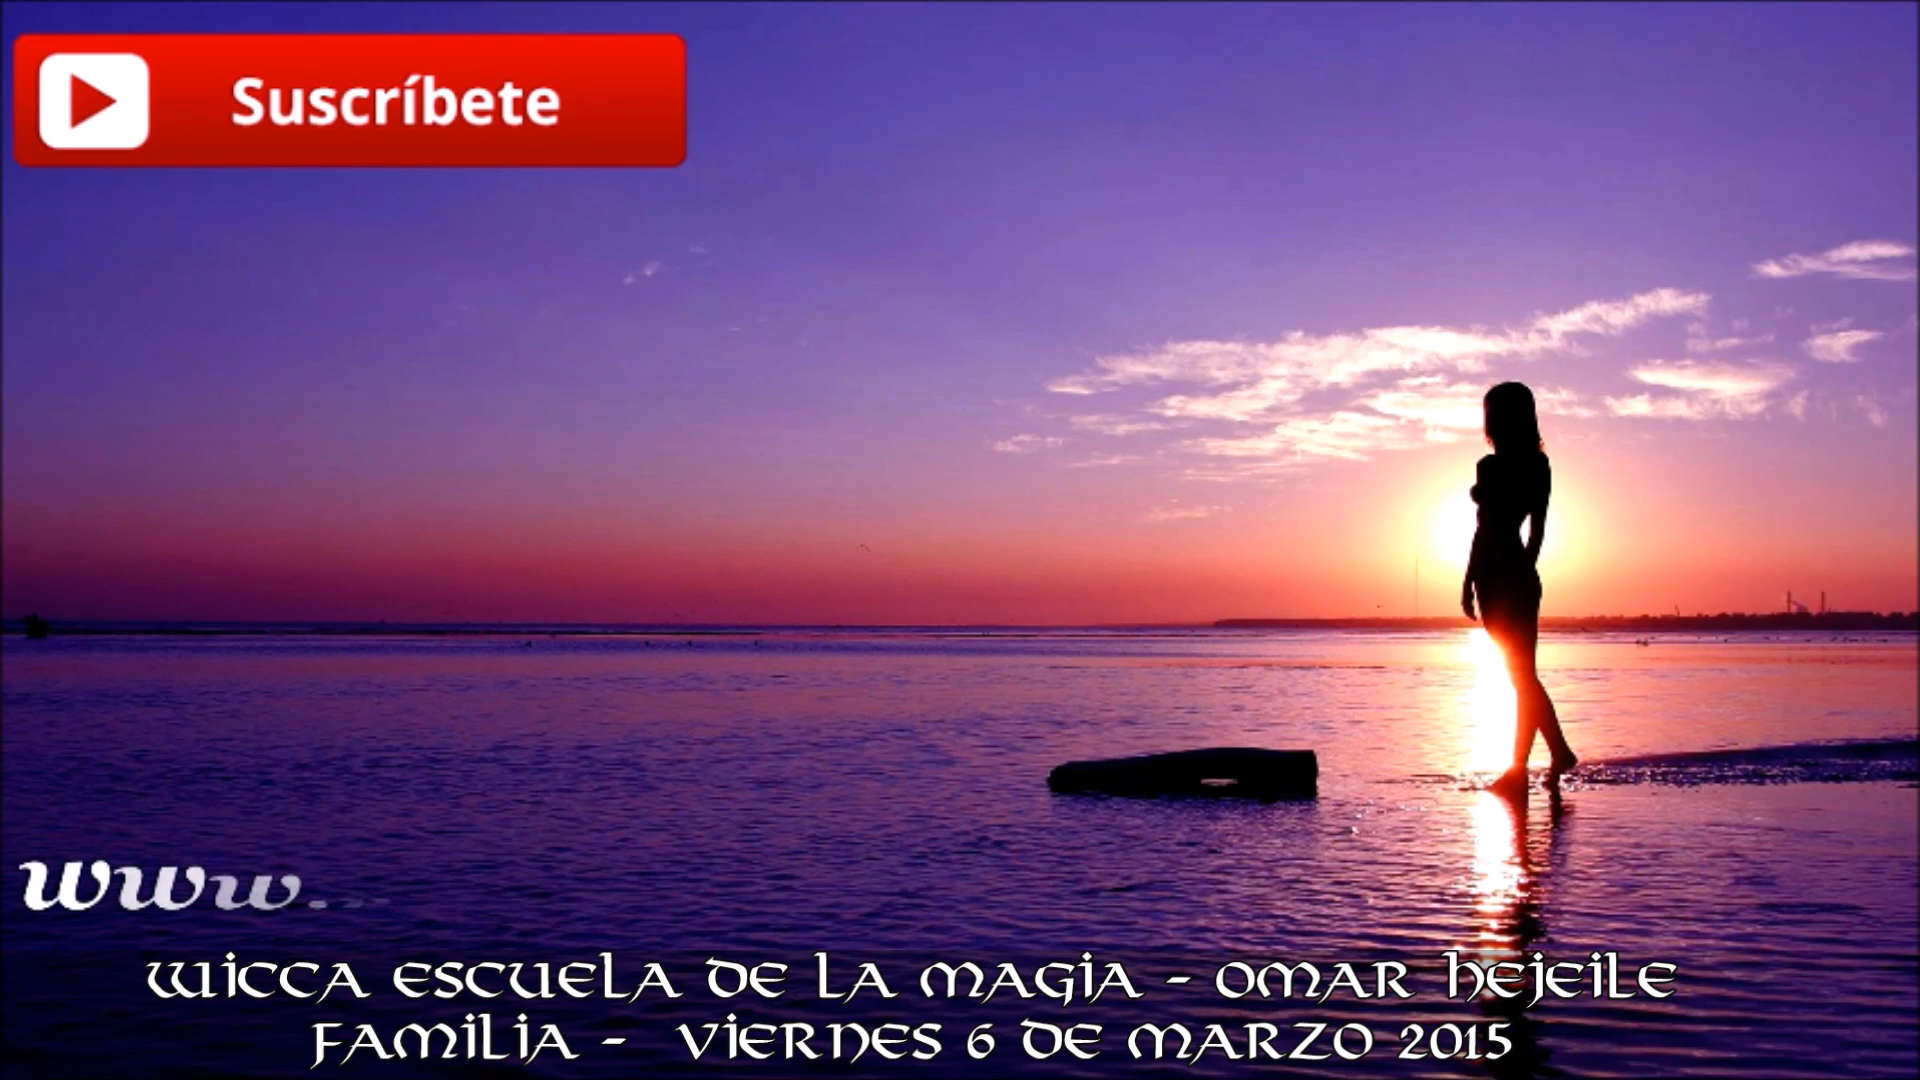 Suscríbete
www...
WICCA ESCUELA DE LA MAGIA - OMAR HEJEILE
FAMILIA - VIERNES 6 DE MARZO 2015